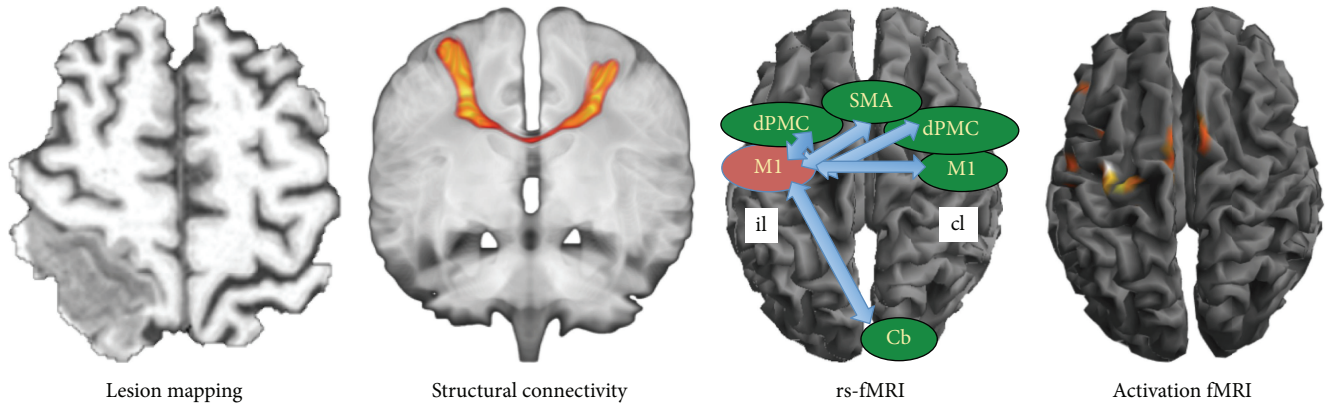 SMA
dPMC
dPMC
M1
M1
il
cl
Cb
Lesion mapping
Structural connectivity
rs-fMRI
Activation fMRI